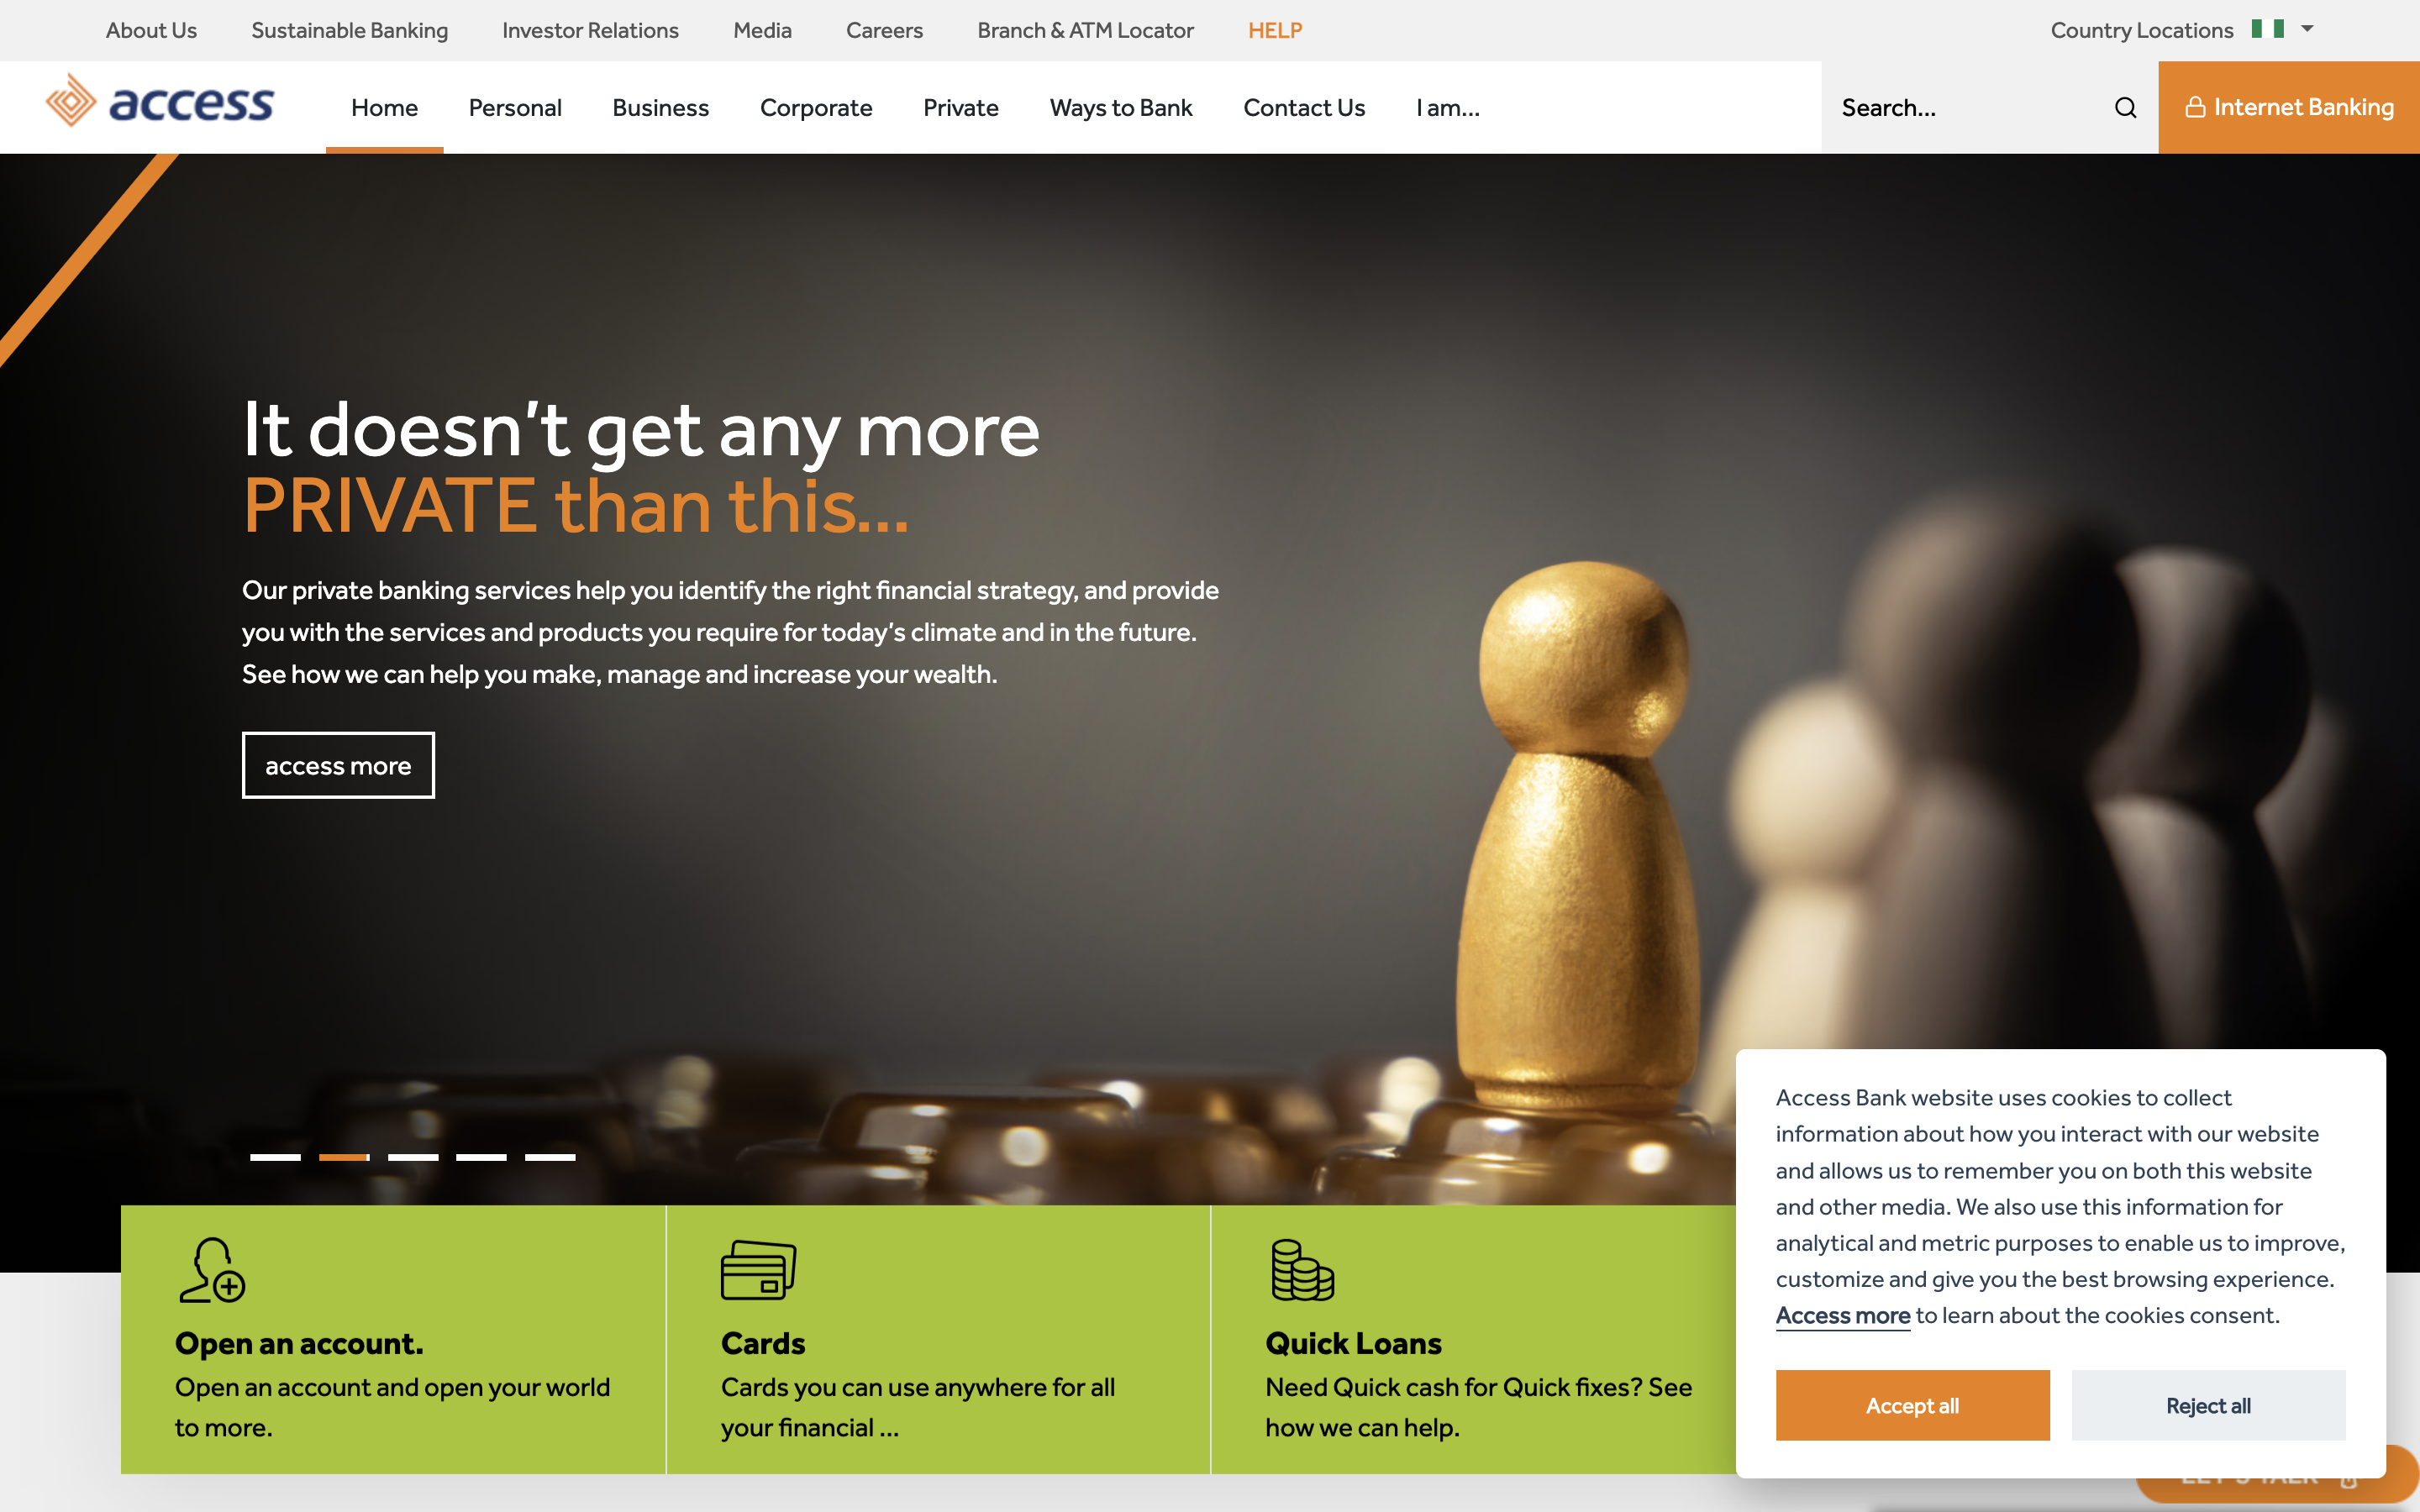 About Us Sustainable Banking Investor Relations Media Careers Branch & ATM Locator HELP Country Locations
access Home Personal Business Corporate Private Ways to Bank Contact Us I am... Search... Internet Banking
It doesn't get any more
PRIVATE than this...
Our private banking services help you identify the right financial strategy, and provide
you with the services and products you require for today's climate and in the future.
See how we can help you make, manage and increase your wealth.
access more
Open an account.
Open an account and open your world
to more.
Cards
Cards you can use anywhere for all
your financial ...
Quick Loans
Need Quick cash for Quick fixes? See
how we can help.
Access Bank website uses cookies to collect
information about how you interact with our website
and allows us to remember you on both this website
and other media. We also use this information for
analytical and metric purposes to enable us to improve,
customize and give you the best browsing experience.
Access more to learn about the cookies consent.
Accept all Reject all